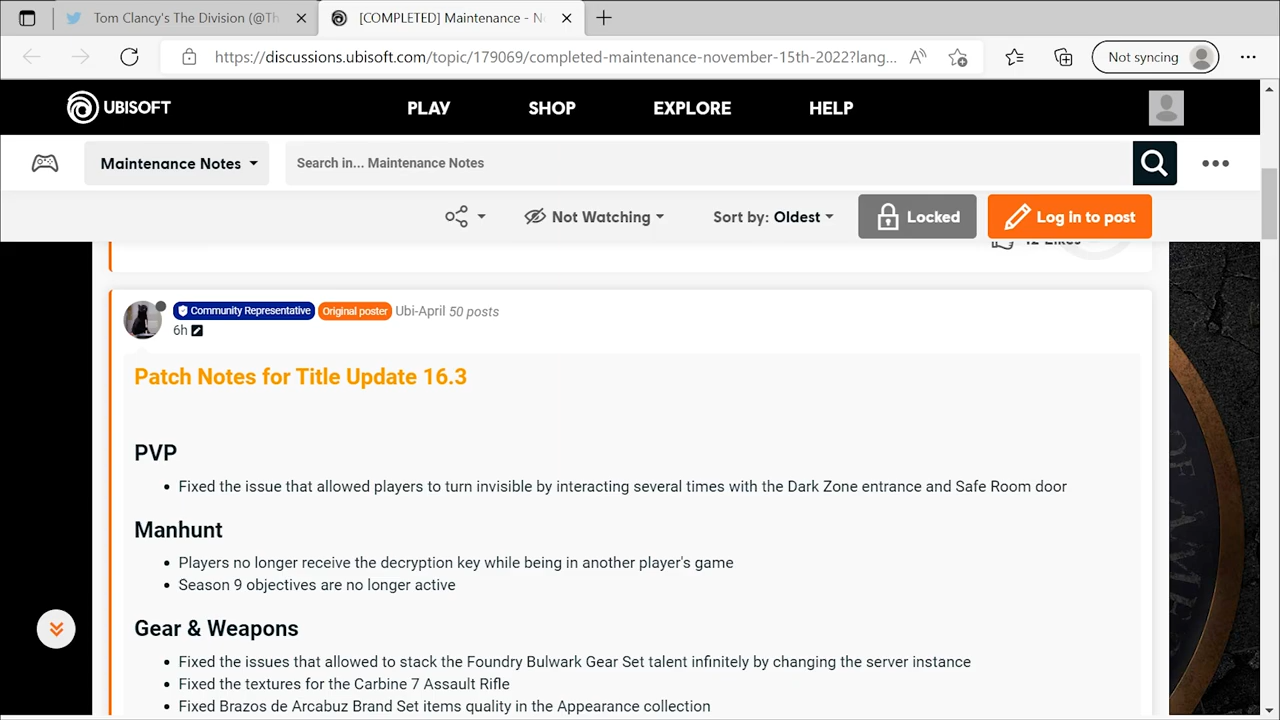 Tom Clancy's The Division (@Th
[COMPLETED] Maintenance - N
https://discussions.ubisoft.com/topic/179069/completed-maintenance-november-15th-2022?lang...
Not syncing
UBISOFT
PLAY
SHOP
EXPLORE
HELP
Maintenance Notes
Search in... Maintenance Notes
Not Watching
Sort by: Oldest
Locked
Log in to post
12 Likes
Community Representative
Original poster
Ubi-April 50 posts
6h
Patch Notes for Title Update 16.3
PVP
• Fixed the issue that allowed players to turn invisible by interacting several times with the Dark Zone entrance and Safe Room door
Manhunt
• Players no longer receive the decryption key while being in another player's game
• Season 9 objectives are no longer active
Gear & Weapons
• Fixed the issues that allowed to stack the Foundry Bulwark Gear Set talent infinitely by changing the server instance
• Fixed the textures for the Carbine 7 Assault Rifle
• Fixed Brazos de Arcabuz Brand Set items quality in the Appearance collection